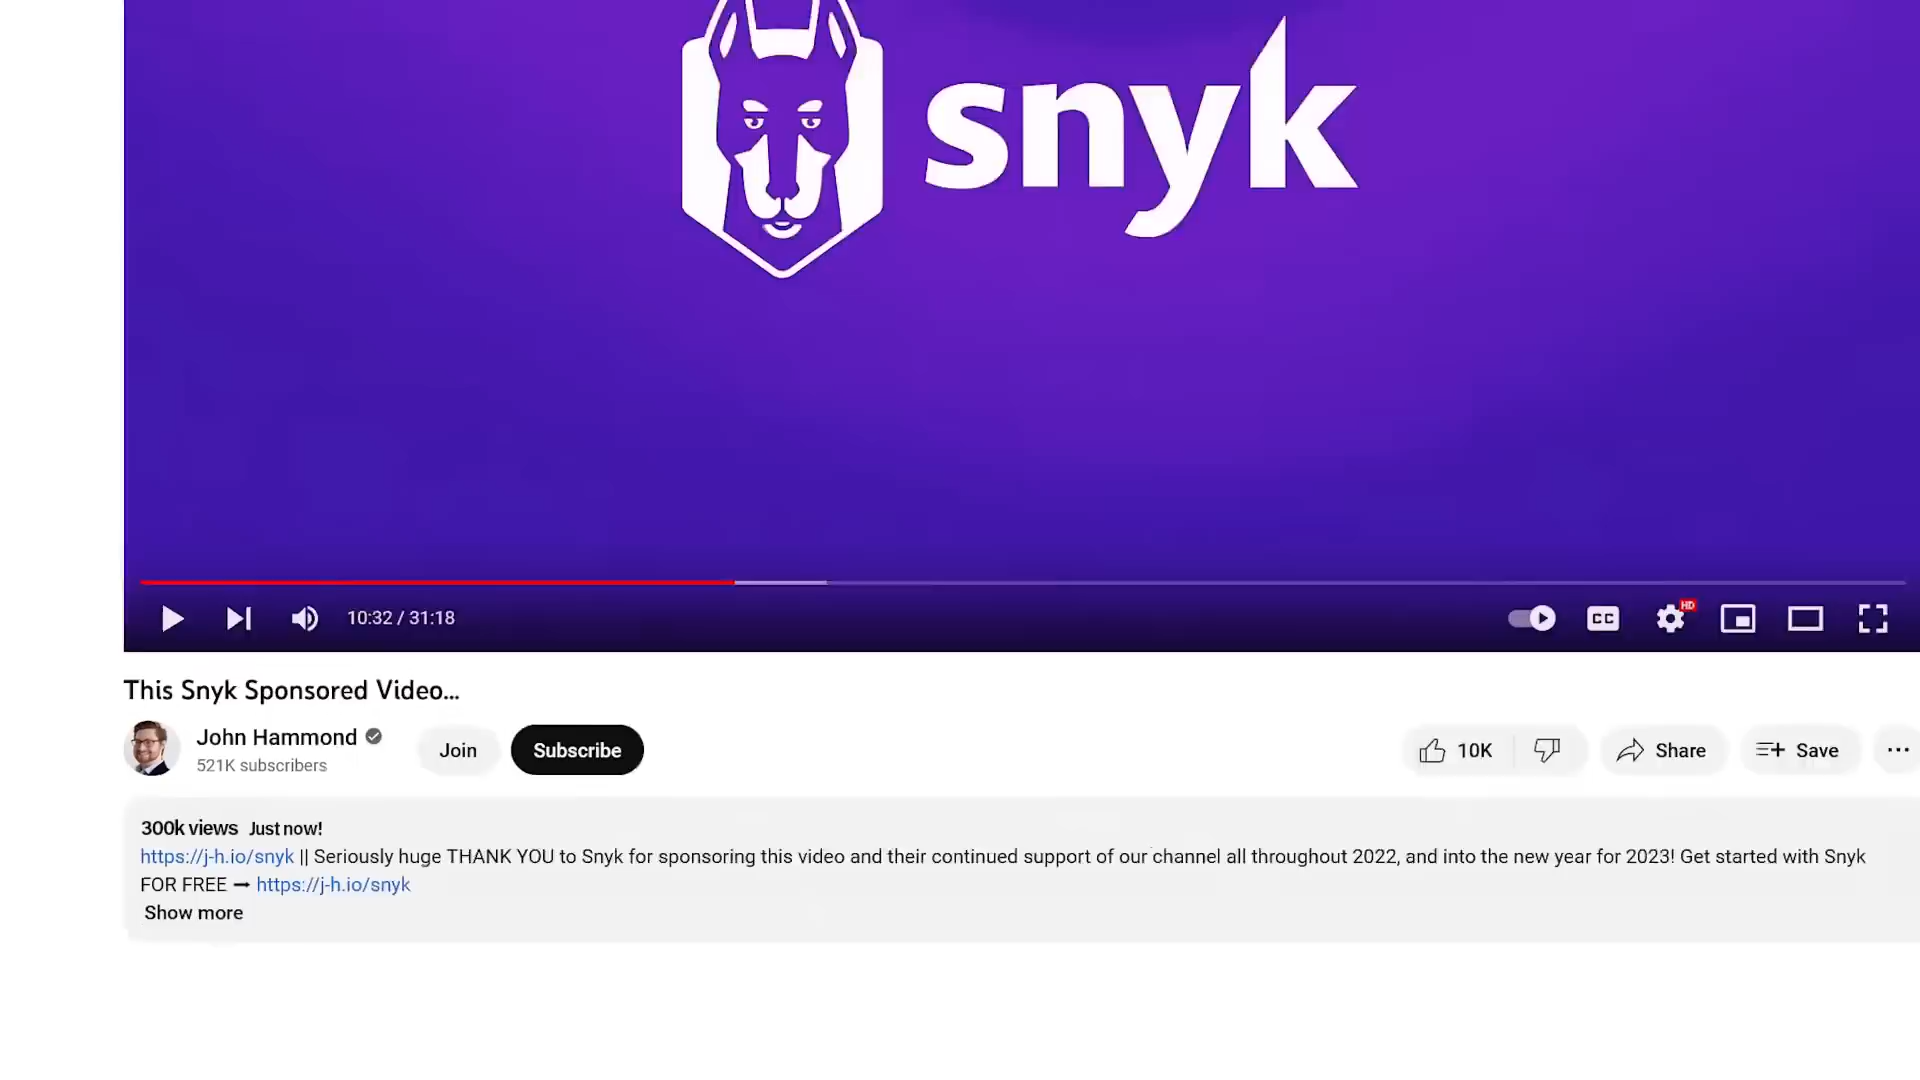 snyk
10:32 / 31:18
CC
HD
This Snyk Sponsored Video...
John Hammond
521K subscribers
Join
Subscribe
10K
Share
Save
300k views Just now!
https://j-h.io/snyk || Seriously huge THANK YOU to Snyk for sponsoring this video and their continued support of our channel all throughout 2022, and into the new year for 2023! Get started with Snyk
FOR FREE ➞ https://j-h.io/snyk
Show more